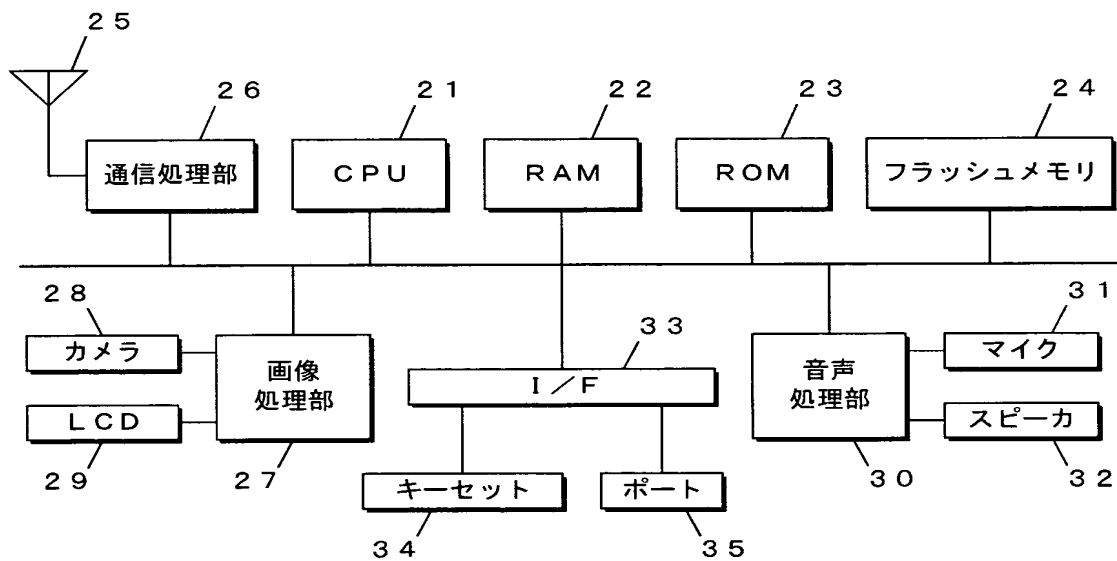 ２５
２６
２１
２２
２３
２４
通信処理部
ＣＰＵ
ＲＡＭ
ＲＯＭ
フラッシュメモリ
２８
３３
３１
カメラ
画像
処理部
Ｉ／Ｆ
音声
処理部
マイク
ＬＣＤ
スピーカ
２９
２７
キーセット
ポート
３０
３２
３４
３５